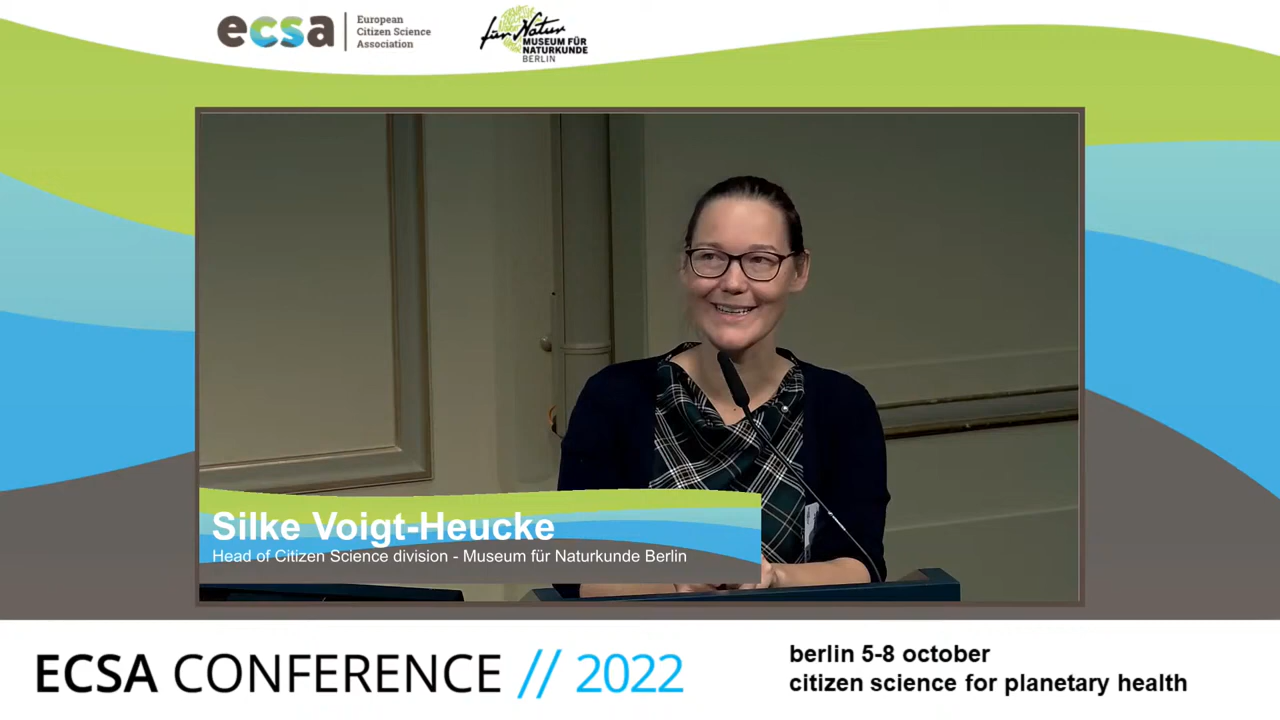 ecsa
European
Citizen Science
Association
für Natur
MUSEUM FÜR
NATURKUNDE
BERLIN
Silke Voigt-Heucke
Head of Citizen Science division - Museum für Naturkunde Berlin
ECSA CONFERENCE // 2022
berlin 5-8 october
citizen science for planetary health